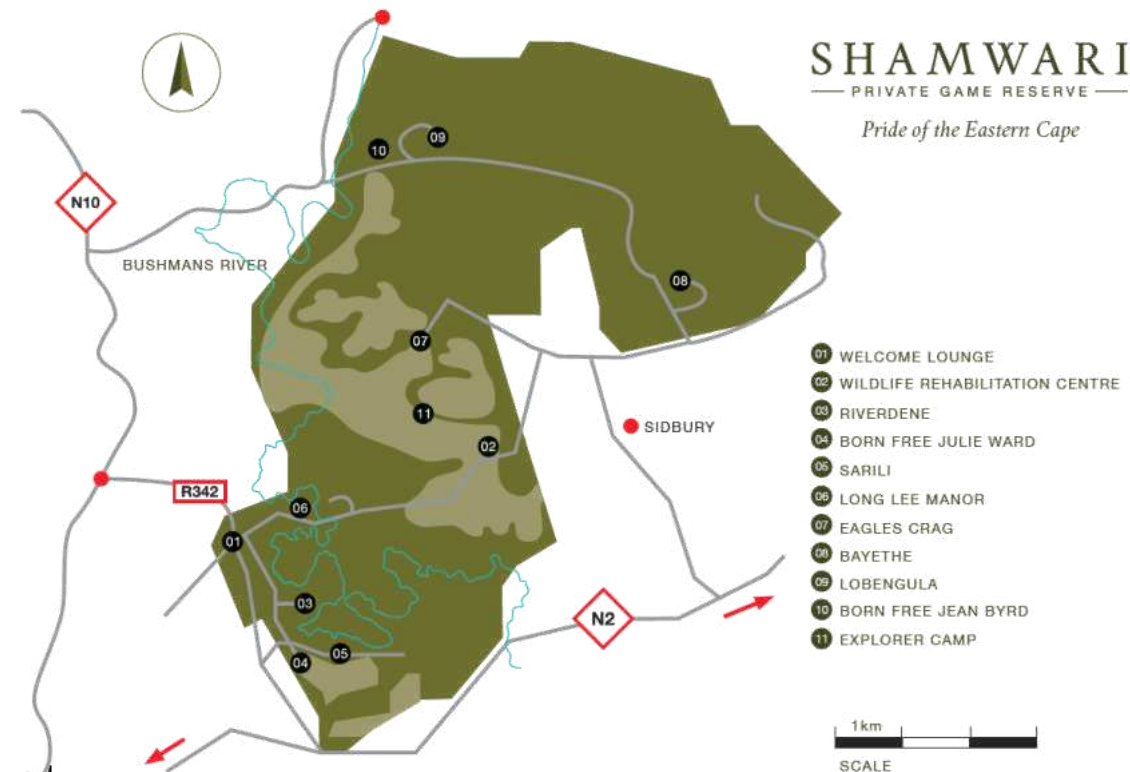 SHAMWARI
PRIVATE GAME RESERVE
Pride of the Eastern Cape
09
10
N10
BUSHMANS RIVER
08
07
11
SIDBURY
02
R342
06
01
03
N2
05
04
01 WELCOME LOUNGE
02 WILDLIFE REHABILITATION CENTRE
03 RIVERDENE
04 BORN FREE JULIE WARD
05 SARILI
06 LONG LEE MANOR
07 EAGLES CRAG
08 BAYETHE
09 LOBENGULA
10 BORN FREE JEAN BYRD
11 EXPLORER CAMP
1km
SCALE